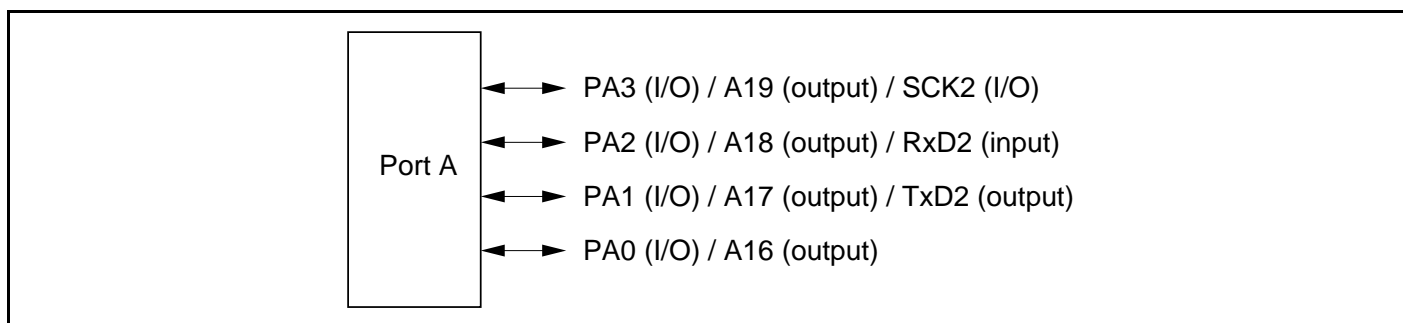 Port A
PA3 (I/O) / A19 (output) / SCK2 (I/O)
PA2 (I/O) / A18 (output) / RxD2 (input)
PA1 (I/O) / A17 (output) / TxD2 (output)
PA0 (I/O) / A16 (output)